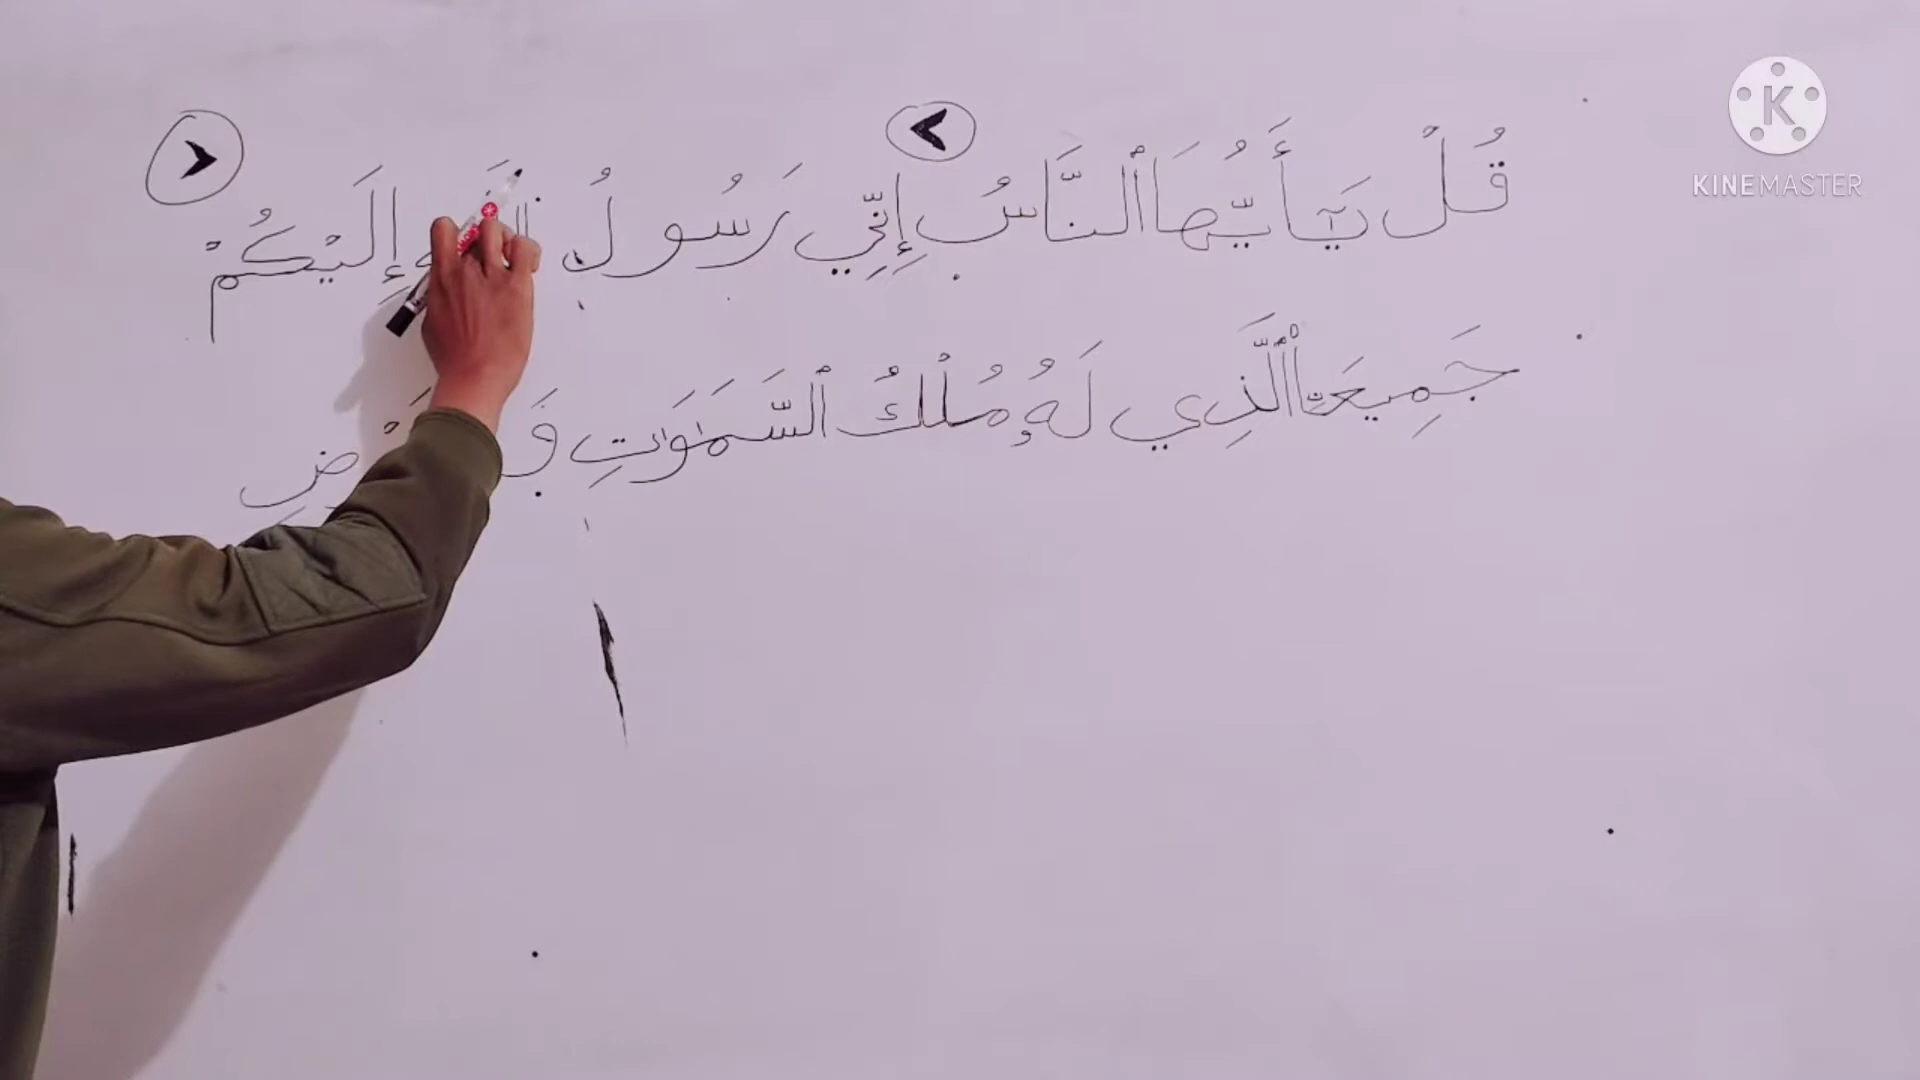 قُلْ يَٰٓأَيُّهَا ٱلنَّاسُ إِنِّي رَسُولُ إِلَيْكُمْ
جَمِيعًا ٱلَّذِي لَهُۥ مُلْكُ ٱلسَّمَٰوَٰتِ
KINEMASTER